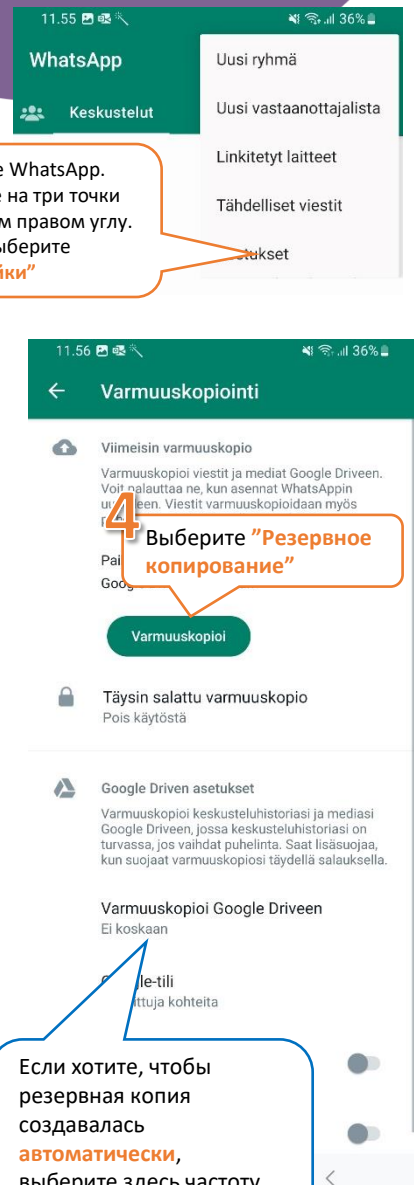 11.55
36%
WhatsApp
Uusi ryhmä
Keskustelut
Uusi vastaanottajalista
Linkitetyt laitteet
Tähdelliset viestit
WhatsApp.
на три точки
правом углу.
11.56
36%
Varmuuskopiointi
Viimeisin varmuuskopio
Varmuuskopioi viestit ja mediat Google Driveen.
Voit palauttaa ne, kun asennat WhatsAppin
Viestit varmuuskopioidaan myös
4
Выберите ”Резервное
копирование”
Varmuuskopioi
Täysin salattu varmuuskopio
Pois käytöstä
Google Driven asetukset
Varmuuskopioi keskusteluhistoriasi ja mediasi
Google Driveen, jossa keskusteluhistoriasi on
turvassa, jos vaihdat puhelinta. Saat lisäsuojaa,
kun suojaat varmuuskopiosi täydellä salauksella.
Varmuuskopioi Google Driveen
Ei koskaan
kohteita
Если хотите, чтобы
резервная копия
создавалась
автоматически,
выберите здесь частоту